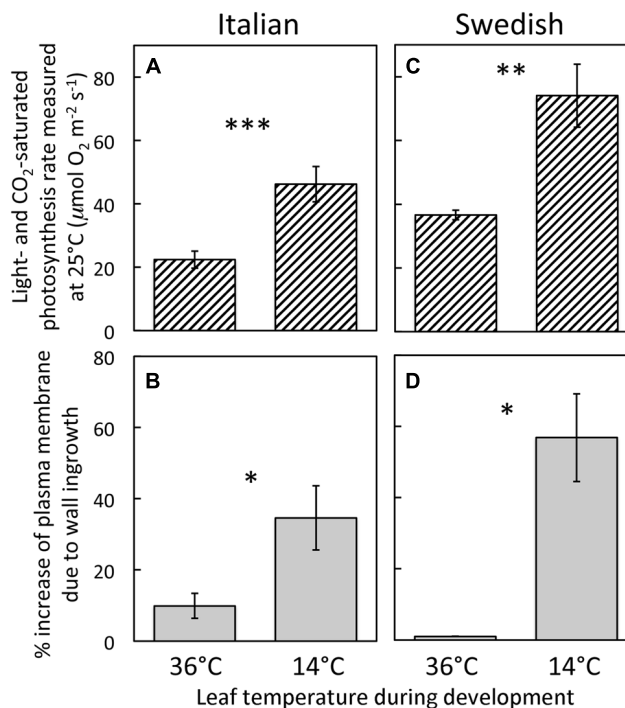 Italian
Swedish
Light- and CO₂-saturated
photosynthesis rate measured
at 25°C (μmol O₂ m⁻² s⁻¹)
80
60
40
20
0
A
***
C
**
% increase of plasma membrane
due to wall ingrowth
80
60
40
20
0
B
*
D
*
36°C
14°C
36°C
14°C
Leaf temperature during development